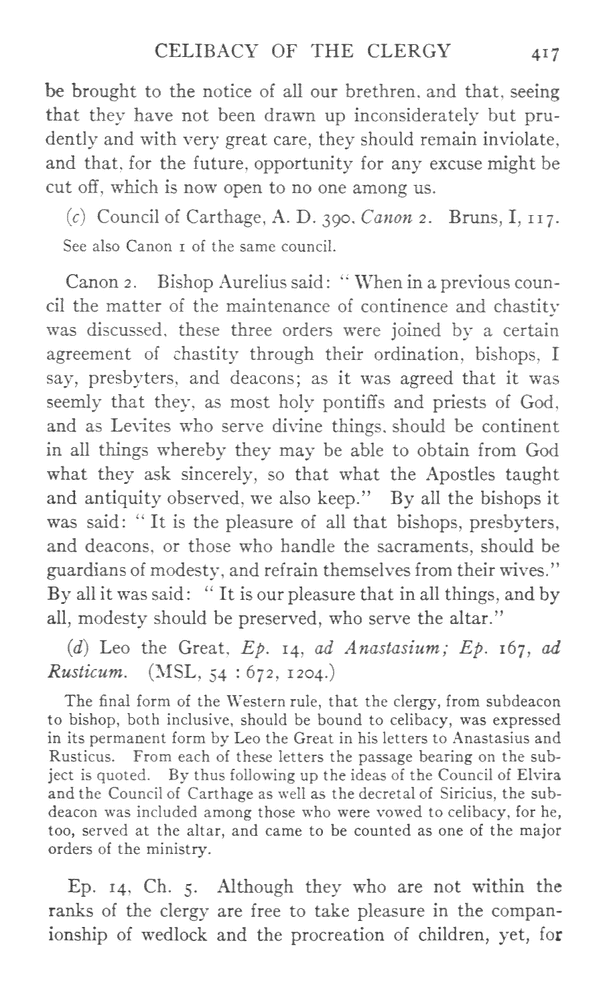 CELIBACY OF THE CLERGY 417
be brought to the notice of all our brethren, and that, seeing
that they have not been drawn up inconsiderately but pru-
dently and with very great care, they should remain inviolate,
and that, for the future, opportunity for any excuse might be
cut off, which is now open to no one among us.
(c) Council of Carthage, A. D. 390, Canon 2. Bruns, I, 117.
See also Canon 1 of the same council.
Canon 2. Bishop Aurelius said: “When in a previous coun-
cil the matter of the maintenance of continence and chastity
was discussed, these three orders were joined by a certain
agreement of chastity through their ordination, bishops, I
say, presbyters, and deacons; as it was agreed that it was
seemly that they, as most holy pontiffs and priests of God,
and as Levites who serve divine things, should be continent
in all things whereby they may be able to obtain from God
what they ask sincerely, so that what the Apostles taught
and antiquity observed, we also keep.” By all the bishops it
was said: “It is the pleasure of all that bishops, presbyters,
and deacons, or those who handle the sacraments, should be
guardians of modesty, and refrain themselves from their wives.”
By all it was said: “It is our pleasure that in all things, and by
all, modesty should be preserved, who serve the altar.”
(d) Leo the Great, Ep. 14, ad Anastasium; Ep. 167, ad
Rusticum. (MSL, 54 : 672, 1204.)
The final form of the Western rule, that the clergy, from subdeacon
to bishop, both inclusive, should be bound to celibacy, was expressed
in its permanent form by Leo the Great in his letters to Anastasius and
Rusticus. From each of these letters the passage bearing on the sub-
ject is quoted. By thus following up the ideas of the Council of Elvira
and the Council of Carthage as well as the decretal of Siricius, the sub-
deacon was included among those who were vowed to celibacy, for he,
too, served at the altar, and came to be counted as one of the major
orders of the ministry.
Ep. 14, Ch. 5. Although they who are not within the
ranks of the clergy are free to take pleasure in the compan-
ionship of wedlock and the procreation of children, yet, for